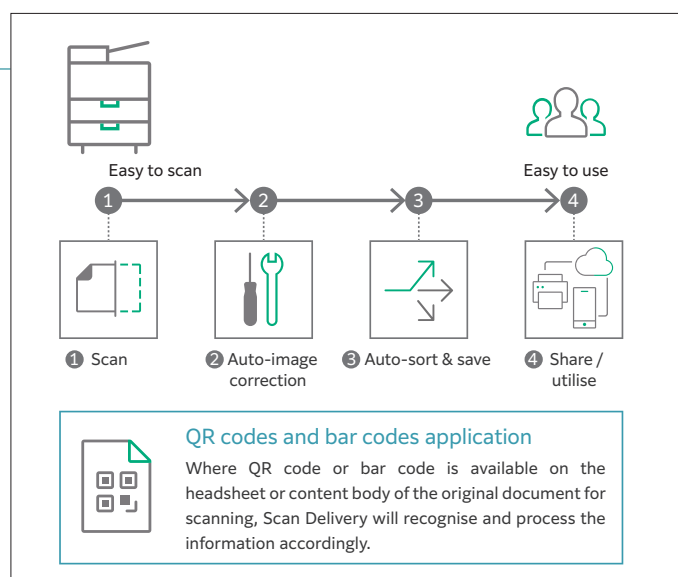 Easy to scan
Easy to use
1
2
3
4
1 Scan
2 Auto-image
correction
3 Auto-sort & save
4 Share /
utilise
QR codes and bar codes application
Where QR code or bar code is available on the
headsheet or content body of the original document for
scanning, Scan Delivery will recognise and process the
information accordingly.